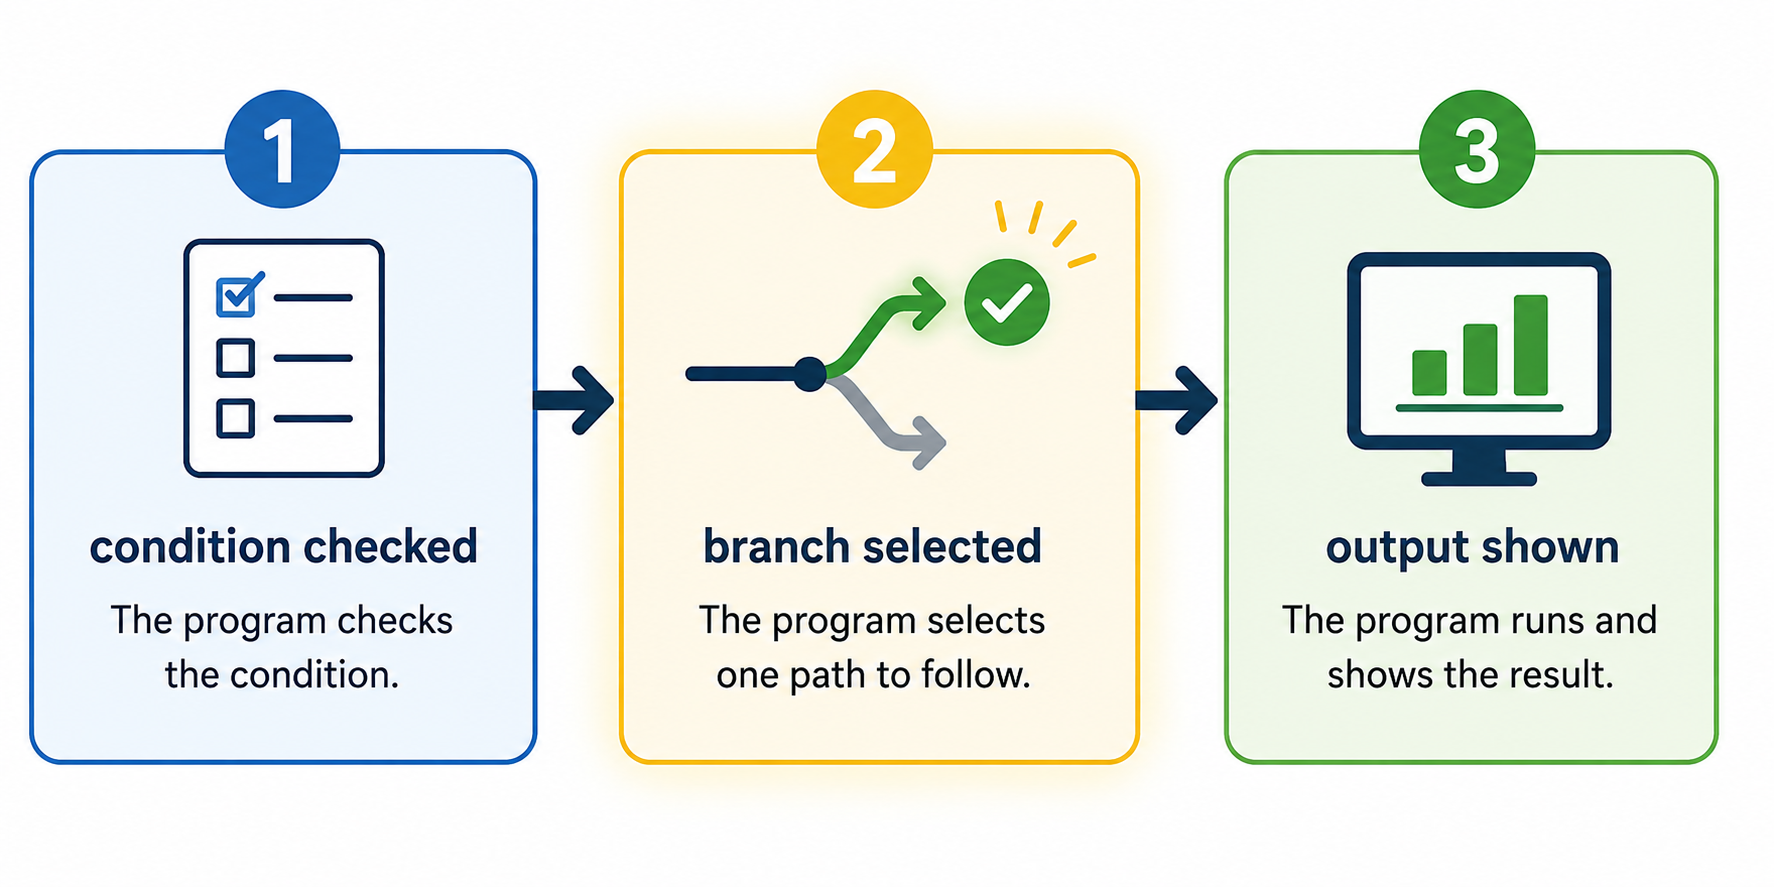 1
condition checked
The program checks
the condition.
2
branch selected
The program selects
one path to follow.
3
output shown
The program runs and
shows the result.